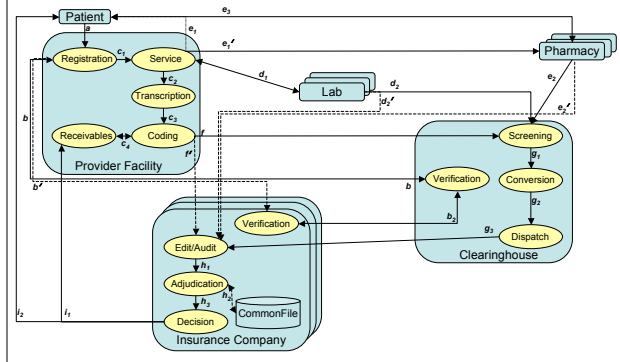 Patient
e3
a
e1
e1′
Pharmacy
Registration
c1
Service
d1
Lab
d2
d2′
e2
e2′
c2
Transcription
c3
b
Receivables
c4
Coding
f
f′
Provider Facility
b′
Screening
g1
b
Verification
Conversion
g2
b2
Dispatch
g3
Clearinghouse
Verification
Edit/Audit
h1
Adjudication
h2
h3
CommonFile
i2
i1
Decision
Insurance Company